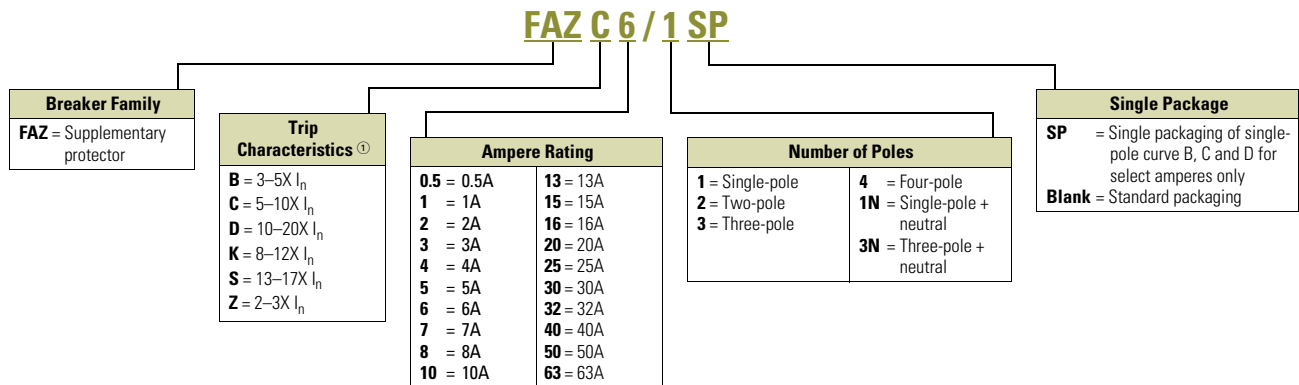 FAZ C 6 / 1 SP
Breaker Family
FAZ = Supplementary
protector
Trip
Characteristics ①
B = 3–5X In
C = 5–10X In
D = 10–20X In
K = 8–12X In
S = 13–17X In
Z = 2–3X In
Ampere Rating
0.5 = 0.5A
1 = 1A
2 = 2A
3 = 3A
4 = 4A
5 = 5A
6 = 6A
7 = 7A
8 = 8A
10 = 10A
13 = 13A
15 = 15A
16 = 16A
20 = 20A
25 = 25A
30 = 30A
32 = 32A
40 = 40A
50 = 50A
63 = 63A
Number of Poles
1 = Single-pole
2 = Two-pole
3 = Three-pole
4 = Four-pole
1N = Single-pole +
neutral
3N = Three-pole +
neutral
Single Package
SP = Single packaging of single-
pole curve B, C and D for
select amperes only
Blank = Standard packaging